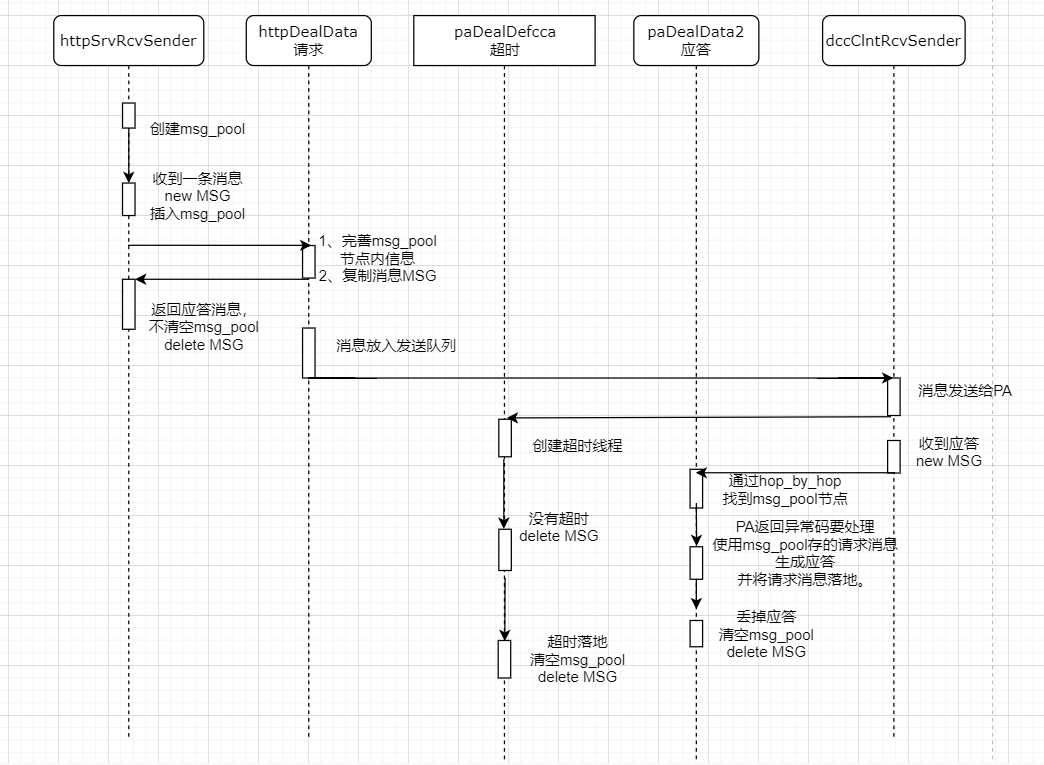 httpSrvRcvSender
httpDealData
请求
paDealDefcca
超时
paDealData2
应答
dccClntRcvSender
创建msg_pool
收到一条消息
new MSG
插入msg_pool
1、完善msg_pool
节点内信息
2、复制消息MSG
返回应答消息，
不清空msg_pool
delete MSG
消息放入发送队列
消息发送给PA
创建超时线程
收到应答
new MSG
通过hop_by_hop
找到msg_pool节点
没有超时
delete MSG
PA返回异常码要处理
使用msg_pool存的请求消息
生成应答
并将请求消息落地。
丢掉应答
清空msg_pool
delete MSG
超时落地
清空msg_pool
delete MSG